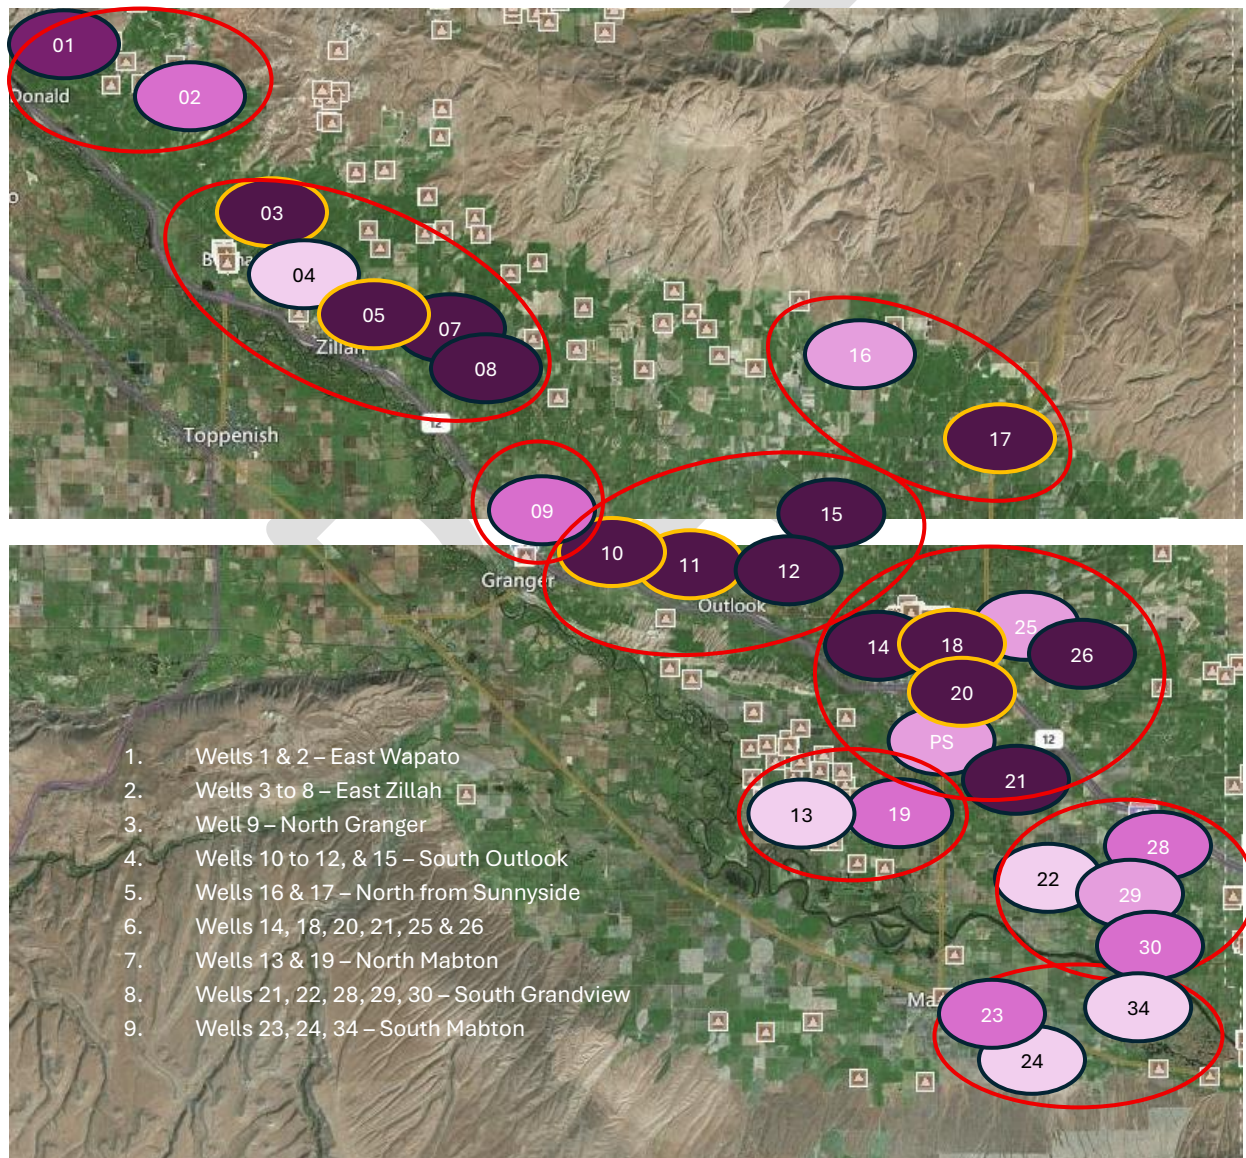 01
02
Donald
03
04
05
07
08
Zillah
16
12
Toppenish
17
09
15
10
11
12
Granger
Outlook
14
18
25
26
20
PS
12
21
1. Wells 1 & 2 – East Wapato
2. Wells 3 to 8 – East Zillah
3. Well 9 – North Granger
4. Wells 10 to 12, & 15 – South Outlook
5. Wells 16 & 17 – North from Sunnyside
6. Wells 14, 18, 20, 21, 25 & 26
7. Wells 13 & 19 – North Mabton
8. Wells 21, 22, 28, 29, 30 – South Grandview
9. Wells 23, 24, 34 – South Mabton
13
19
28
22
29
30
Ma
23
34
24